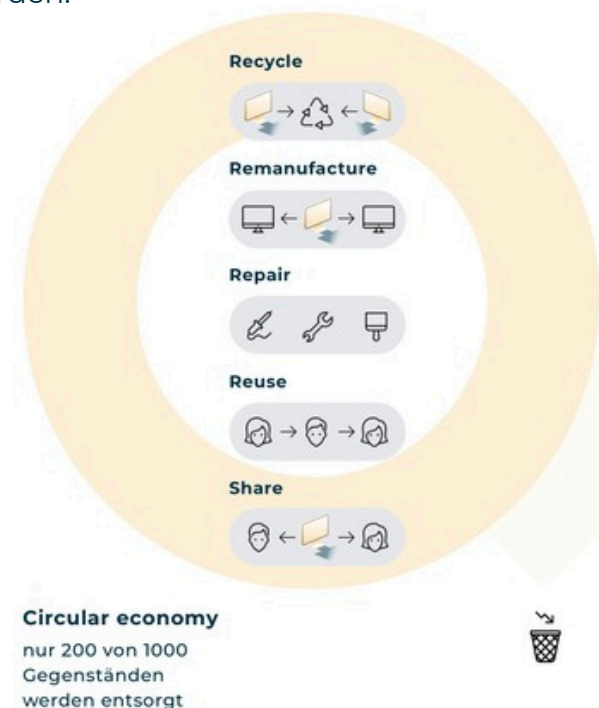 Recycle
Remanufacture
Repair
Reuse
Share
Circular economy
nur 200 von 1000
Gegenständen
werden entsorgt